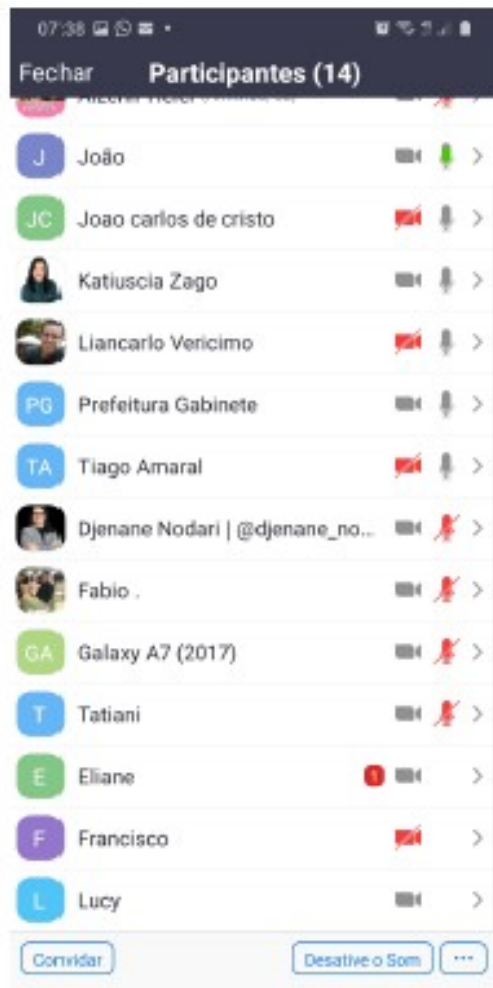 07:38
Fechar Participantes (14)
J João
JC Joao carlos de cristo
Katiuscia Zago
Liancarlo Vericimo
PG Prefeitura Gabinete
TA Tiago Amaral
Djenane Nodari | @djenane_no...
Fabio .
GA Galaxy A7 (2017)
T Tatiani
E Eliane 1
F Francisco
L Lucy
Convidar Desative o Som ...